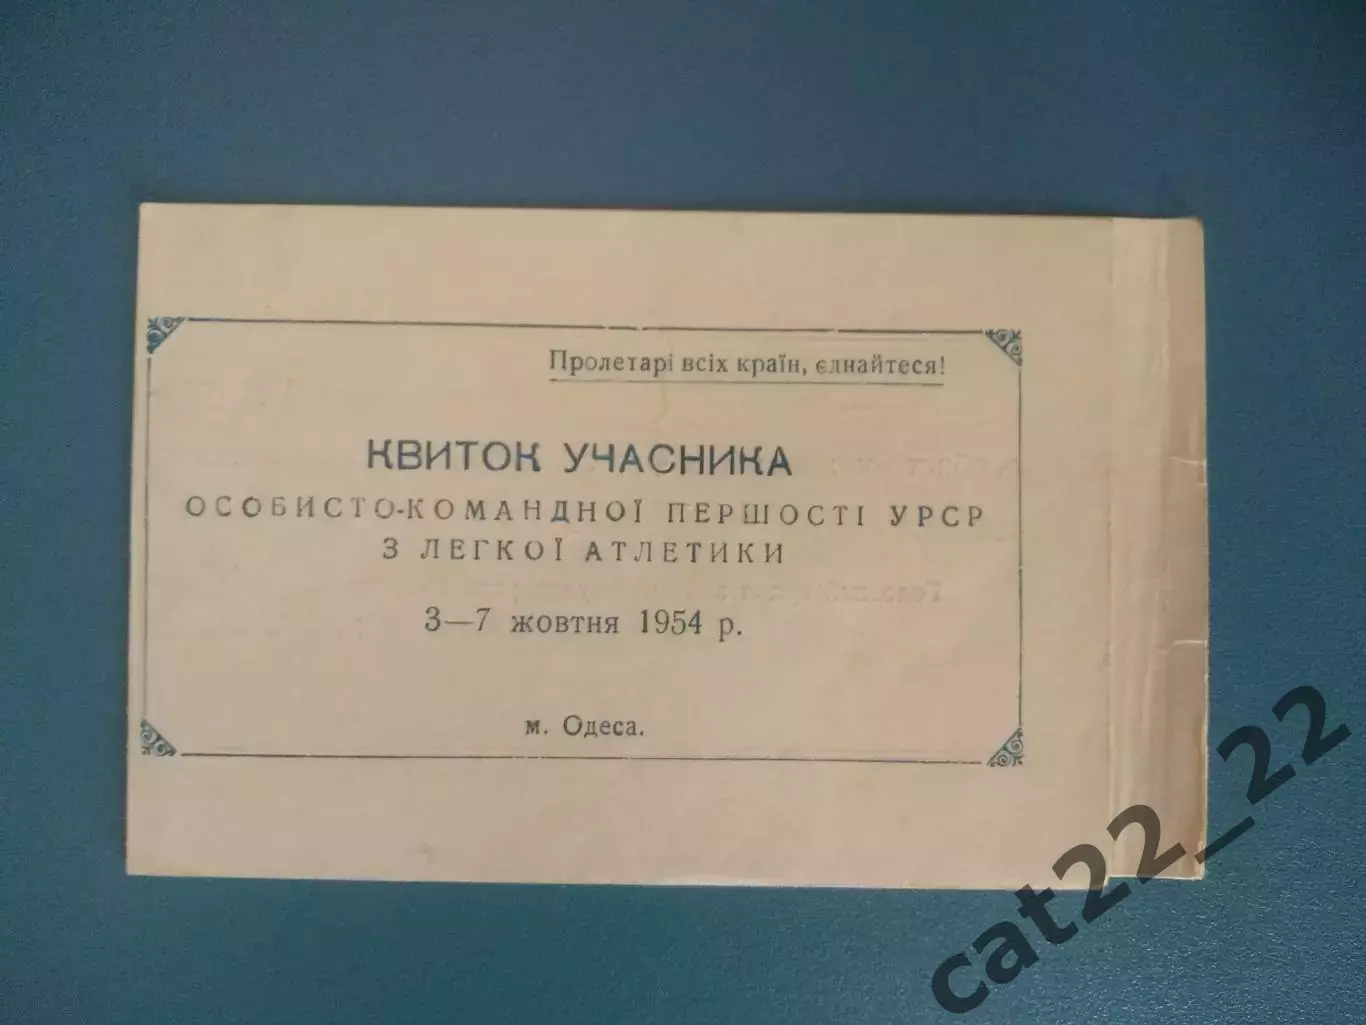 Пролетарі всіх країн, єднайтеся!
КВИТОК УЧАСНИКА
ОСОБИСТО-КОМАНДНОЇ ПЕРШОСТІ УРСР
З ЛЕГКОЇ АТЛЕТИКИ
3—7 жовтня 1954 р.
м. Одеса.
cat22_22